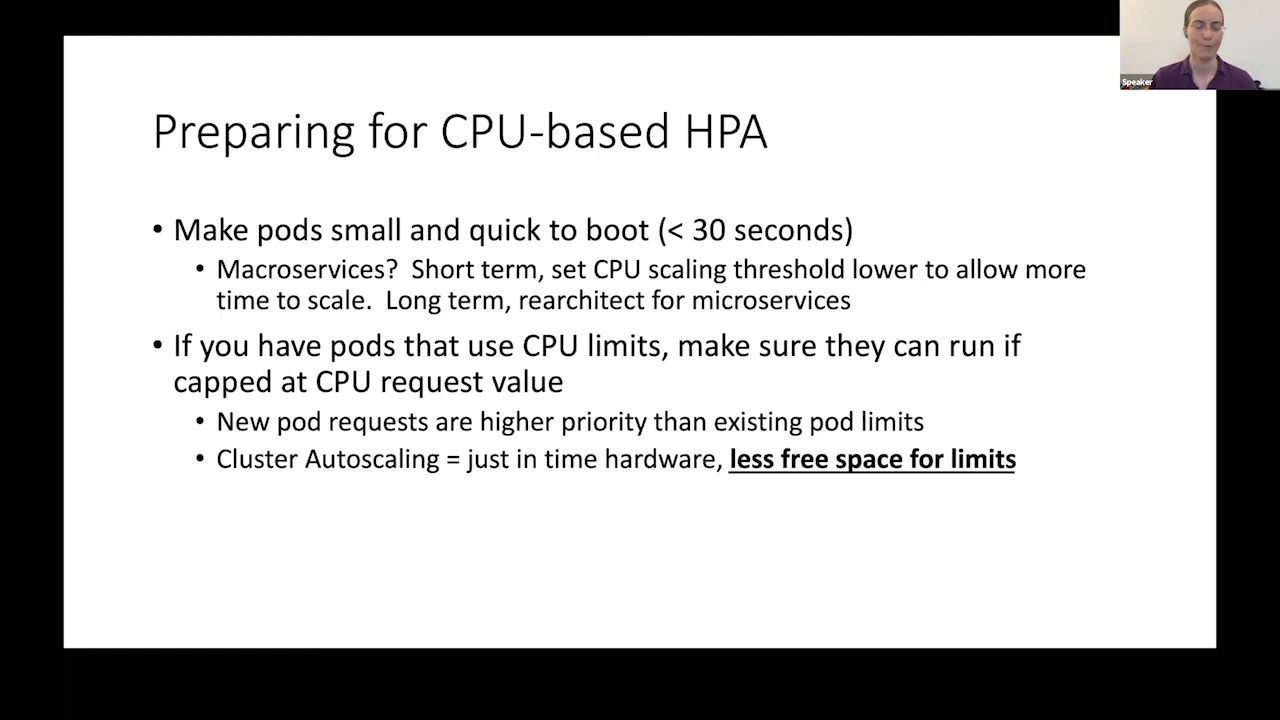 Speaker
Preparing for CPU-based HPA
• Make pods small and quick to boot (< 30 seconds)
• Macroservices? Short term, set CPU scaling threshold lower to allow more
time to scale. Long term, rearchitect for microservices
• If you have pods that use CPU limits, make sure they can run if
capped at CPU request value
• New pod requests are higher priority than existing pod limits
• Cluster Autoscaling = just in time hardware, less free space for limits